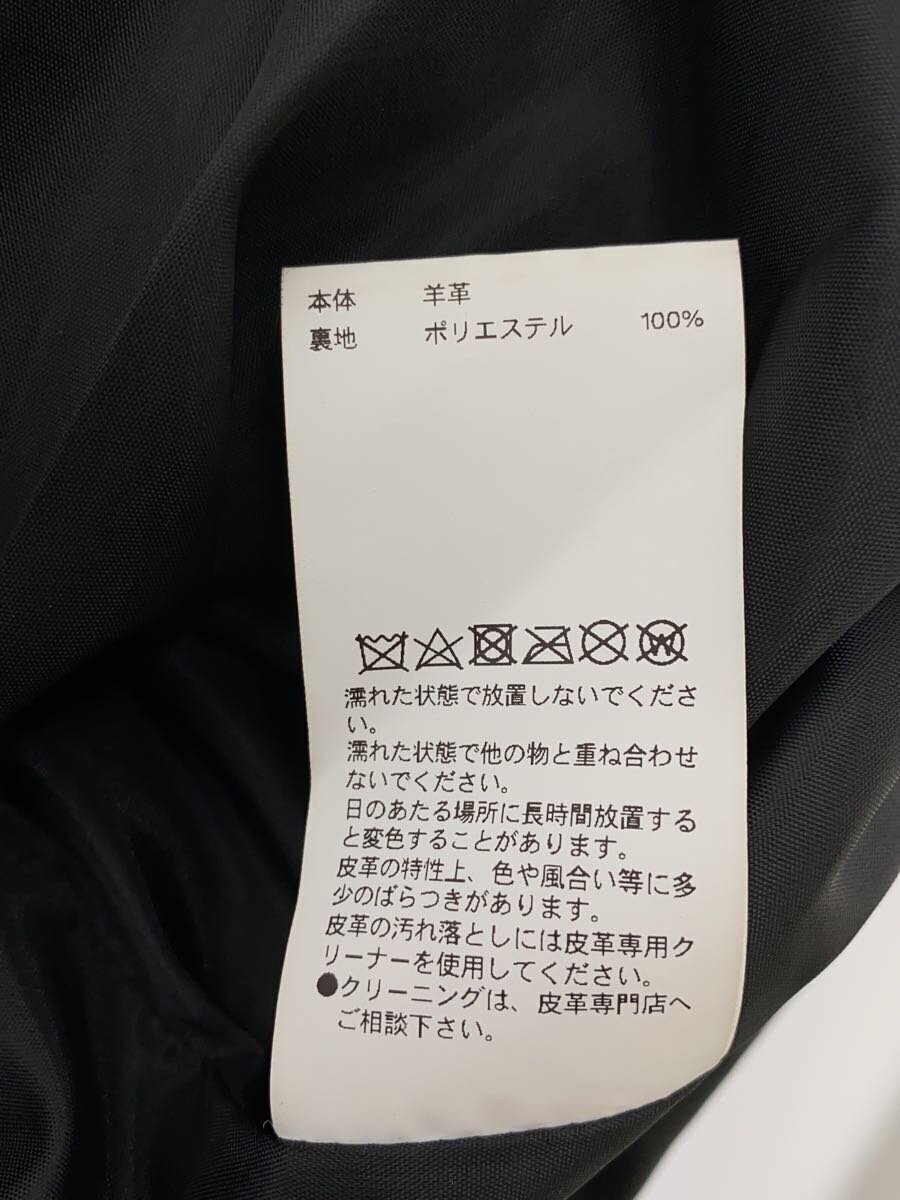 本体 羊革
裏地 ポリエステル 100%
W
濡れた状態で放置しないでくださ
い。
濡れた状態で他の物と重ね合わせ
ないでください。
日のあたる場所に長時間放置する
と変色することがあります。
皮革の特性上、色や風合い等に多
少のばらつきがあります。
皮革の汚れ落としには皮革専用ク
リーナーを使用してください。
●クリーニングは、皮革専門店へ
ご相談下さい。